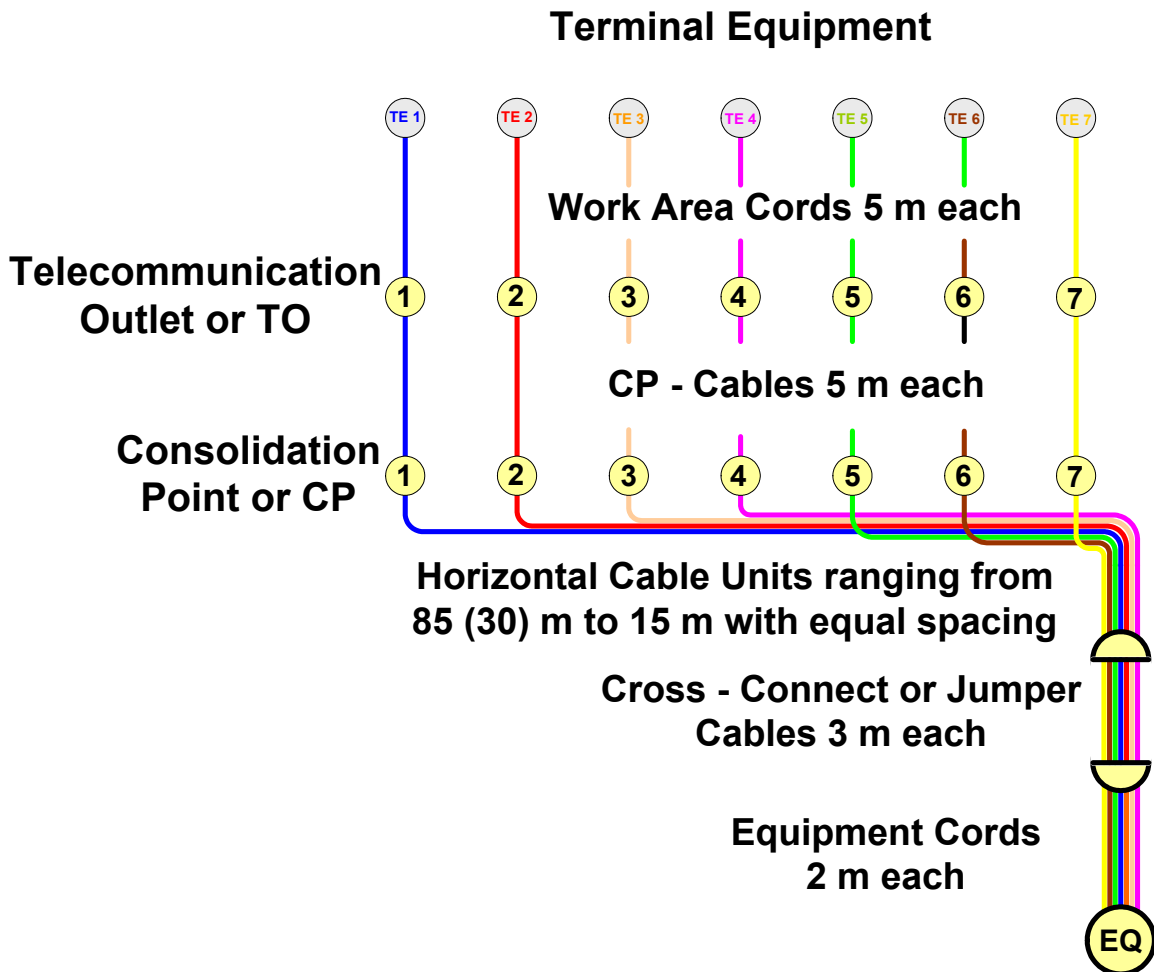 Terminal Equipment
TE 1 TE 2 TE 3 TE 4 TE 5 TE 6 TE 7
Work Area Cords 5 m each
Telecommunication
Outlet or TO
1 2 3 4 5 6 7
CP - Cables 5 m each
Consolidation
Point or CP
1 2 3 4 5 6 7
Horizontal Cable Units ranging from
85 (30) m to 15 m with equal spacing
Cross - Connect or Jumper
Cables 3 m each
Equipment Cords
2 m each
EQ